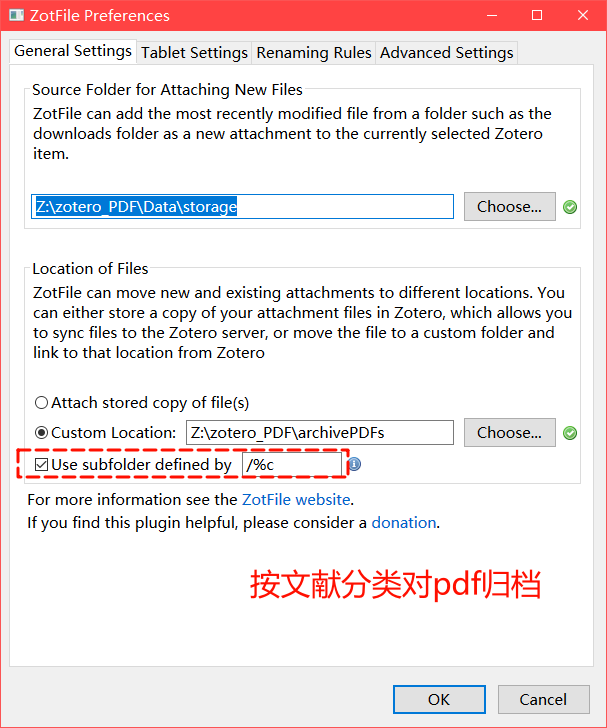 ZotFile Preferences
General Settings Tablet Settings Renaming Rules Advanced Settings
Source Folder for Attaching New Files
ZotFile can add the most recently modified file from a folder such as the
downloads folder as a new attachment to the currently selected Zotero
item.
Z:\zotero_PDF\Data\storage Choose...
Location of Files
ZotFile can move new and existing attachments to different locations. You
can either store a copy of your attachment files in Zotero, which allows you
to sync files to the Zotero server, or move the file to a custom folder and
link to that location from Zotero
Attach stored copy of file(s)
Custom Location: Z:\zotero_PDF\archivePDFs Choose...
Use subfolder defined by /%c
For more information see the ZotFile website.
If you find this plugin helpful, please consider a donation.
按文献分类对pdf归档
OK Cancel